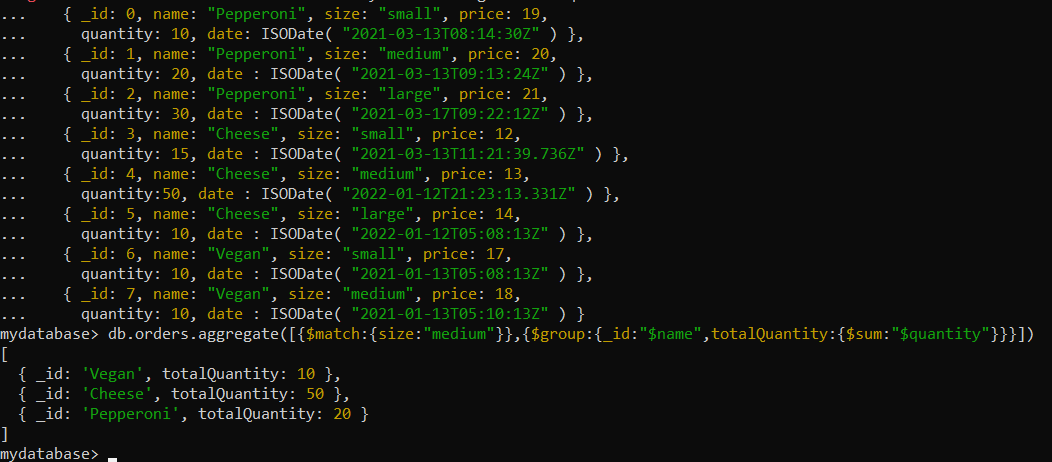 ...     { _id: 0, name: "Pepperoni", size: "small", price: 19,
...       quantity: 10, date: ISODate( "2021-03-13T08:14:30Z" ) },
...     { _id: 1, name: "Pepperoni", size: "medium", price: 20,
...       quantity: 20, date : ISODate( "2021-03-13T09:13:24Z" ) },
...     { _id: 2, name: "Pepperoni", size: "large", price: 21,
...       quantity: 30, date : ISODate( "2021-03-17T09:22:12Z" ) },
...     { _id: 3, name: "Cheese", size: "small", price: 12,
...       quantity: 15, date : ISODate( "2021-03-13T11:21:39.736Z" ) },
...     { _id: 4, name: "Cheese", size: "medium", price: 13,
...       quantity:50, date : ISODate( "2022-01-12T21:23:13.331Z" ) },
...     { _id: 5, name: "Cheese", size: "large", price: 14,
...       quantity: 10, date : ISODate( "2022-01-12T05:08:13Z" ) },
...     { _id: 6, name: "Vegan", size: "small", price: 17,
...       quantity: 10, date : ISODate( "2021-01-13T05:08:13Z" ) },
...     { _id: 7, name: "Vegan", size: "medium", price: 18,
...       quantity: 10, date : ISODate( "2021-01-13T05:10:13Z" ) }
mydatabase> db.orders.aggregate([{$match:{size:"medium"}},{$group:{_id:"$name",totalQuantity:{$sum:"$quantity"}}}])
[
  { _id: 'Vegan', totalQuantity: 10 },
  { _id: 'Cheese', totalQuantity: 50 },
  { _id: 'Pepperoni', totalQuantity: 20 }
]
mydatabase>